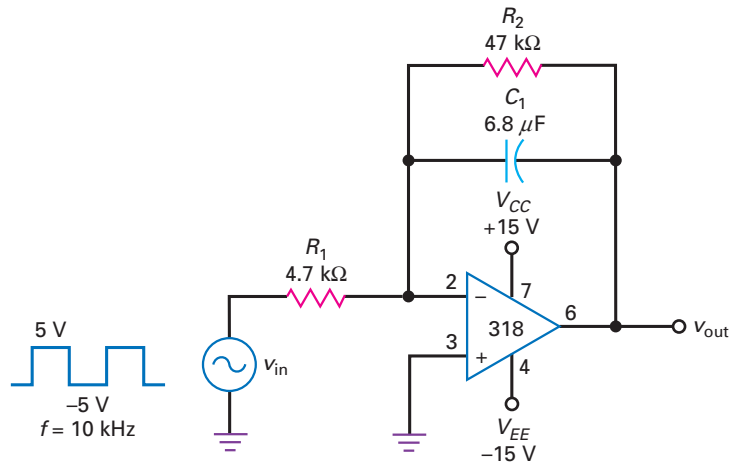 R2
47 kΩ
C1
6.8 μF
VCC
+15 V
R1
4.7 kΩ
2
7
−
6
318
vout
3
+
4
5 V
vin
−5 V
f = 10 kHz
VEE
−15 V